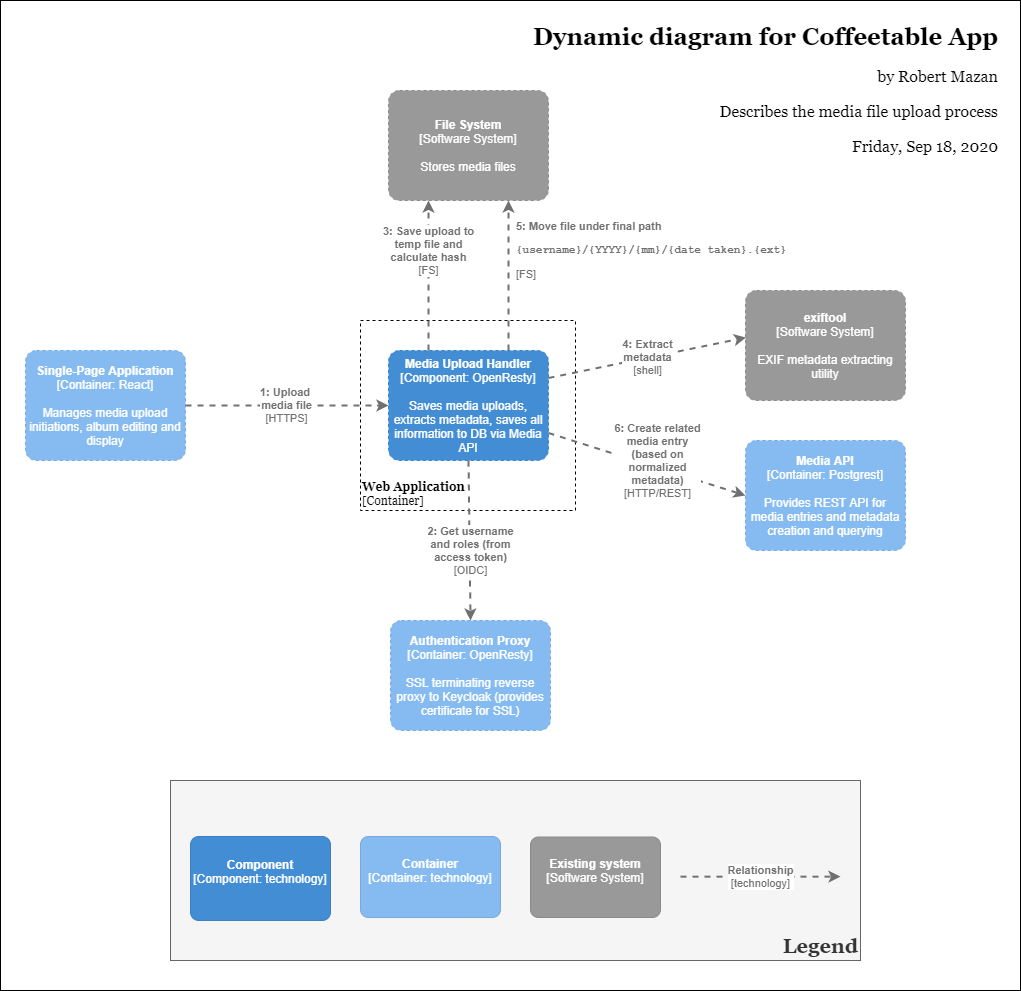 Dynamic diagram for Coffeetable App
by Robert Mazan
Describes the media file upload process
Friday, Sep 18, 2020
File System
[Software System]
Stores media files
3: Save upload to
temp file and
calculate hash
[FS]
5: Move file under final path
{username}/{YYYY}/{mm}/{date taken}.{ext}
[FS]
exiftool
[Software System]
EXIF metadata extracting
utility
4: Extract
metadata
[shell]
Single-Page Application
[Container: React]
Manages media upload
initiations, album editing and
display
1: Upload
media file
[HTTPS]
Media Upload Handler
[Component: OpenResty]
Saves media uploads,
extracts metadata, saves all
information to DB via Media
API
Web Application
[Container]
6: Create related
media entry
(based on
normalized
metadata)
[HTTP/REST]
Media API
[Container: Postgrest]
Provides REST API for
media entries and metadata
creation and querying
2: Get username
and roles (from
access token)
[OIDC]
Authentication Proxy
[Container: OpenResty]
SSL terminating reverse
proxy to Keycloak (provides
certificate for SSL)
Component
[Component: technology]
Container
[Container: technology]
Existing system
[Software System]
Relationship
[technology]
Legend